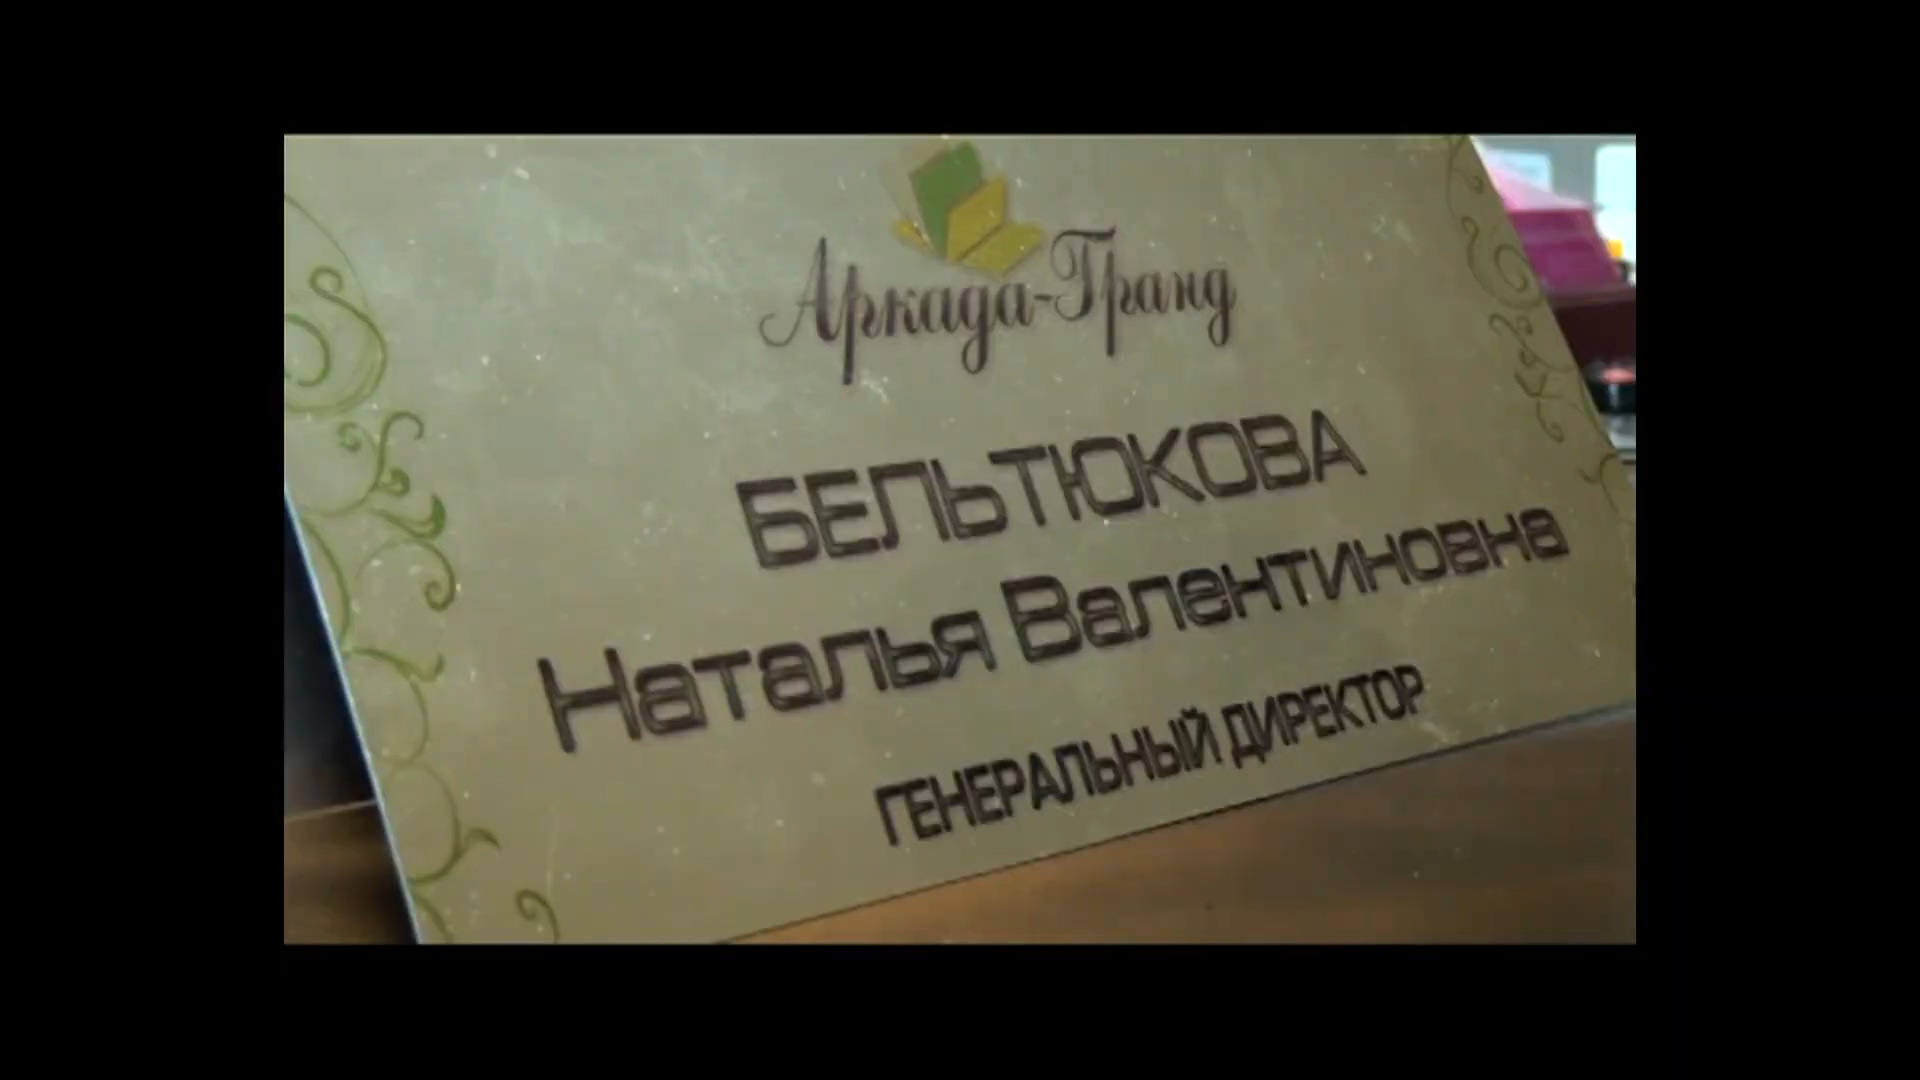 Аркада-Гранд
БЕЛЬТЮКОВА
Наталья Валентиновна
ГЕНЕРАЛЬНЫЙ ДИРЕКТОР